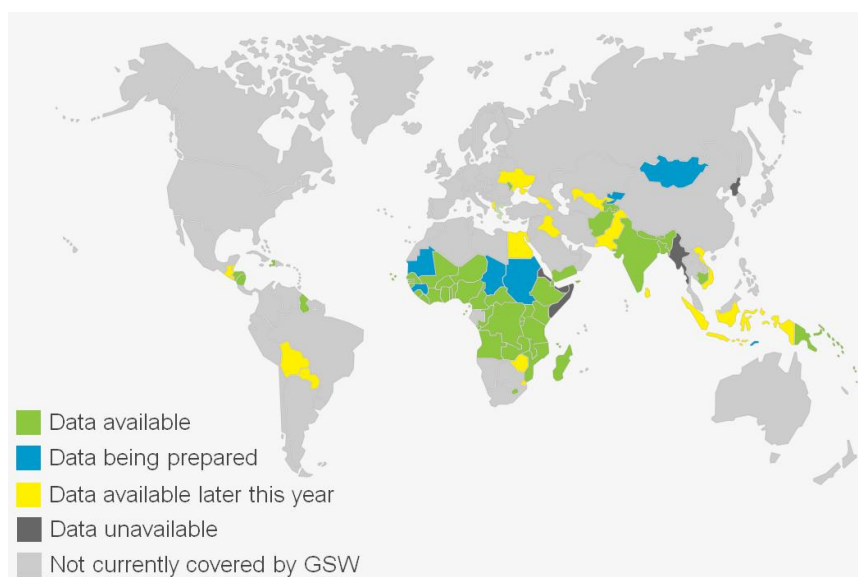 Data available
Data being prepared
Data available later this year
Data unavailable
Not currently covered by GSW